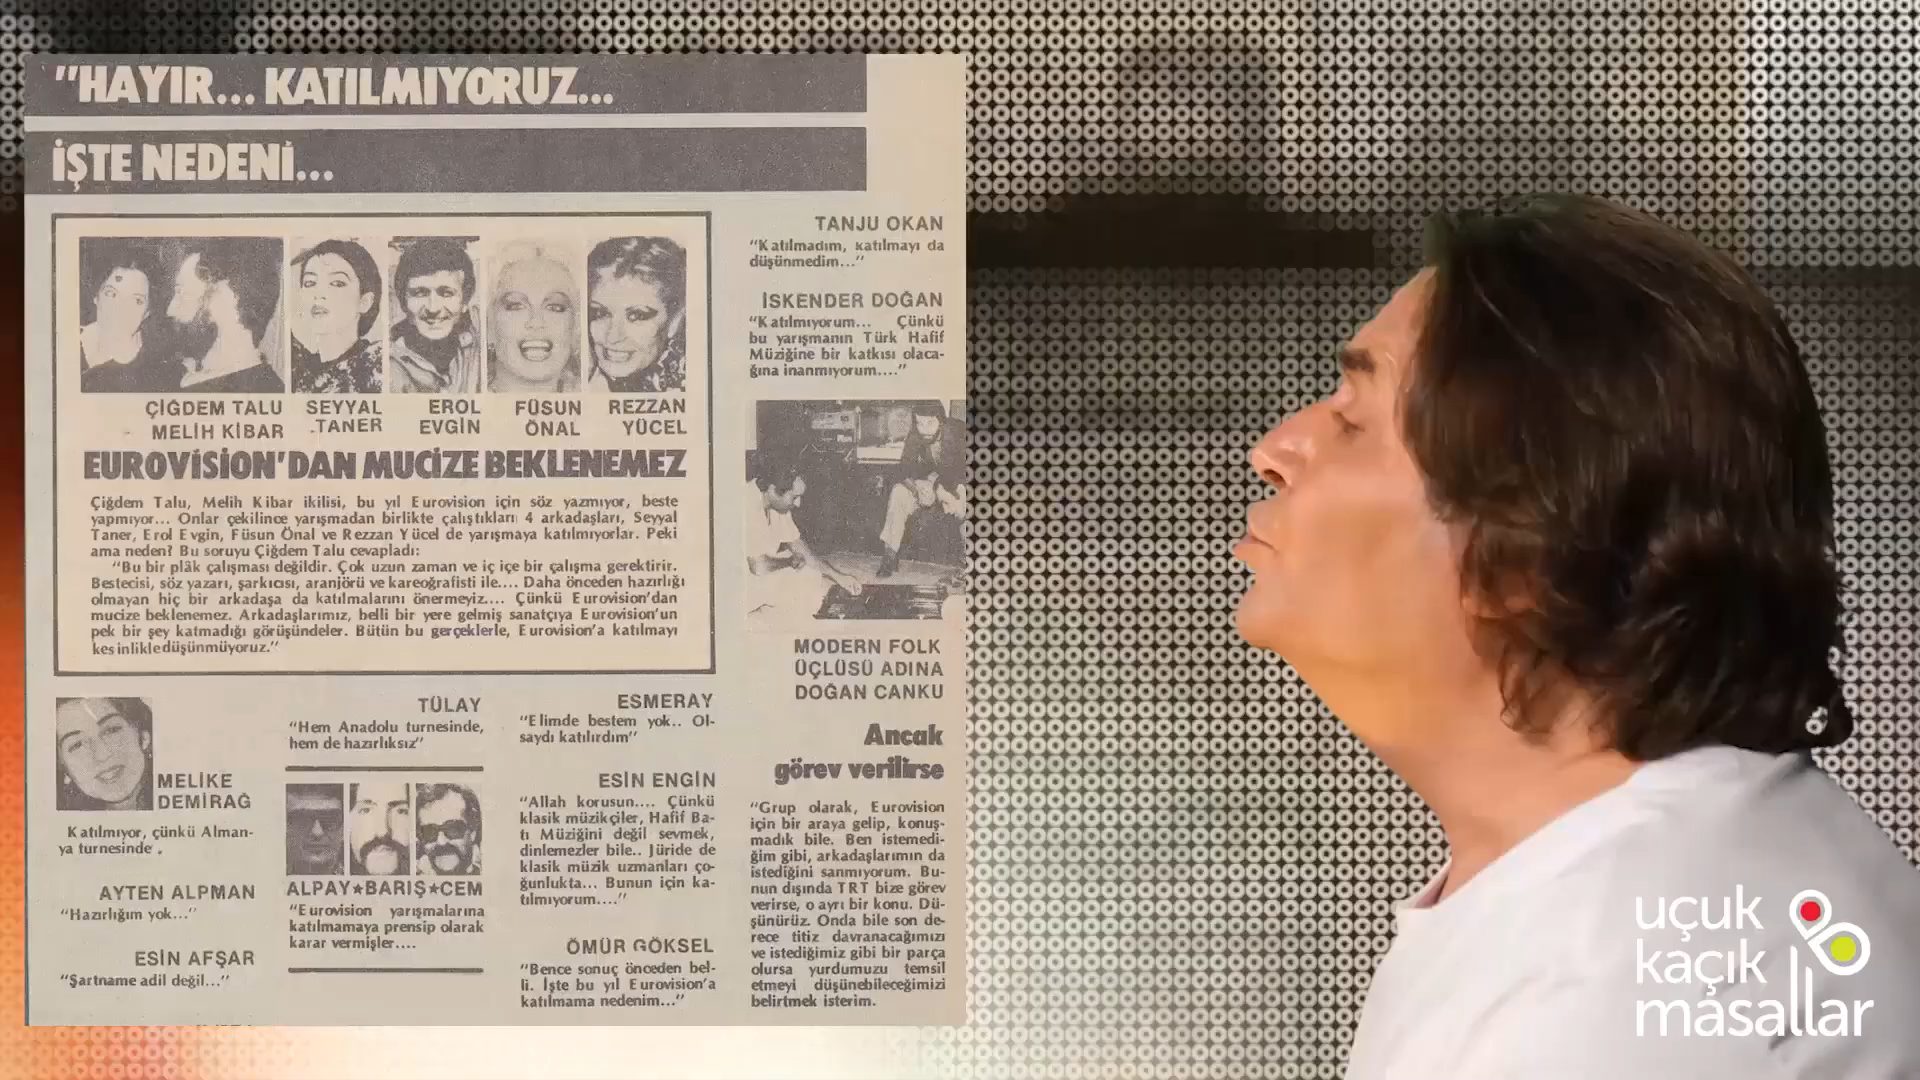 "HAYIR... KATILMIYORUZ...
İŞTE NEDENİ...
ÇİĞDEM TALU
MELİH KİBAR
SEYYAL
TANER
EROL
EVGİN
FÜSUN
ÖNAL
REZZAN
YÜCEL
EUROVİSİON'DAN MUCİZE BEKLENEMEZ
Çiğdem Talu, Melih Kibar ikilisi, bu yıl Eurovision için söz yazmıyor, beste
yapmıyor... Onlar çekilince yarışmadan birlikte çalıştıkları 4 arkadaşları, Seyyal
Taner, Erol Evgin, Füsun Önal ve Rezzan Yücel de yarışmaya katılmıyorlar. Peki
ama neden? Bu soruyu Çiğdem Talu cevapladı:
"Bu bir plâk çalışması değildir. Çok uzun zaman ve iç içe bir çalışma gerektirir.
Bestecisi, söz yazarı, şarkıcısı, aranjörü ve kareoğrafisti ile.... Daha önceden hazırlığı
olmayan hiç bir arkadaşa da katılmalarını önermeyiz.... Çünkü Eurovision'dan
mucize beklenemez. Arkadaşlarımız, belli bir yere gelmiş sanatçıya Eurovision'un
pek bir şey katmadığı görüşündeler. Bütün bu gerçeklerle, Eurovision'a katılmayı
kesinlikle düşünmüyoruz."
MELİKE
DEMİRAĞ
Katılmıyor, çünkü Alman-
ya turnesinde.
AYTEN ALPMAN
"Hazırlığım yok..."
ESİN AFŞAR
"Şartname adil değil..."
TÜLAY
"Hem Anadolu turnesinde,
hem de hazırlıksız"
ALPAY★BARIŞ★CEM
"Eurovision yarışmalarına
katılmamaya prensip olarak
karar vermişler....
ESMERAY
"Elimde bestem yok.. Ol-
saydı katılırdım"
ESİN ENGİN
"Allah korusun.... Çünkü
klasik müzikçiler, Hafif Ba-
tı Müziğini değil sevmek,
dinlemezler bile.. Jüride de
klasik müzik uzmanları ço-
ğunlukta... Bunun için ka-
tılmıyorum...."
ÖMÜR GÖKSEL
"Bence sonuç önceden bel-
li. İşte bu yıl Eurovision'a
katılmama nedenim..."
TANJU OKAN
"Katılmadım, katılmayı da
düşünmedim..."
İSKENDER DOĞAN
"Katılmıyorum... Çünkü
bu yarışmanın Türk Hafif
Müziğine bir katkısı olaca-
ğına inanmıyorum...."
MODERN FOLK
ÜÇLÜSÜ ADINA
DOĞAN CANKU
Ancak
görev verilirse
"Grup olarak, Eurovision
için bir araya gelip, konuş-
madık bile. Ben istemedi-
ğim gibi, arkadaşlarımın da
istediğini sanmıyorum. Bu-
nun dışında TRT bize görev
verirse, o ayrı bir konu. Dü-
şünürüz. Onda bile son de-
rece titiz davranacağımızı
ve istediğimiz gibi bir parça
olursa yurdumuzu temsil
etmeyi düşünebileceğimizi
belirtmek isterim.
uçuk
kaçık
masallar